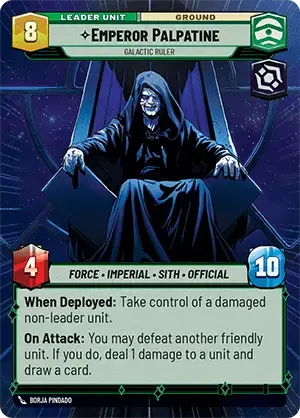 LEADER UNIT GROUND
8
EMPEROR PALPATINE
GALACTIC RULER
4
10
FORCE • IMPERIAL • SITH • OFFICIAL
When Deployed: Take control of a damaged
non-leader unit.
On Attack: You may defeat another friendly
unit. If you do, deal 1 damage to a unit and
draw a card.
BORJA PINDADO